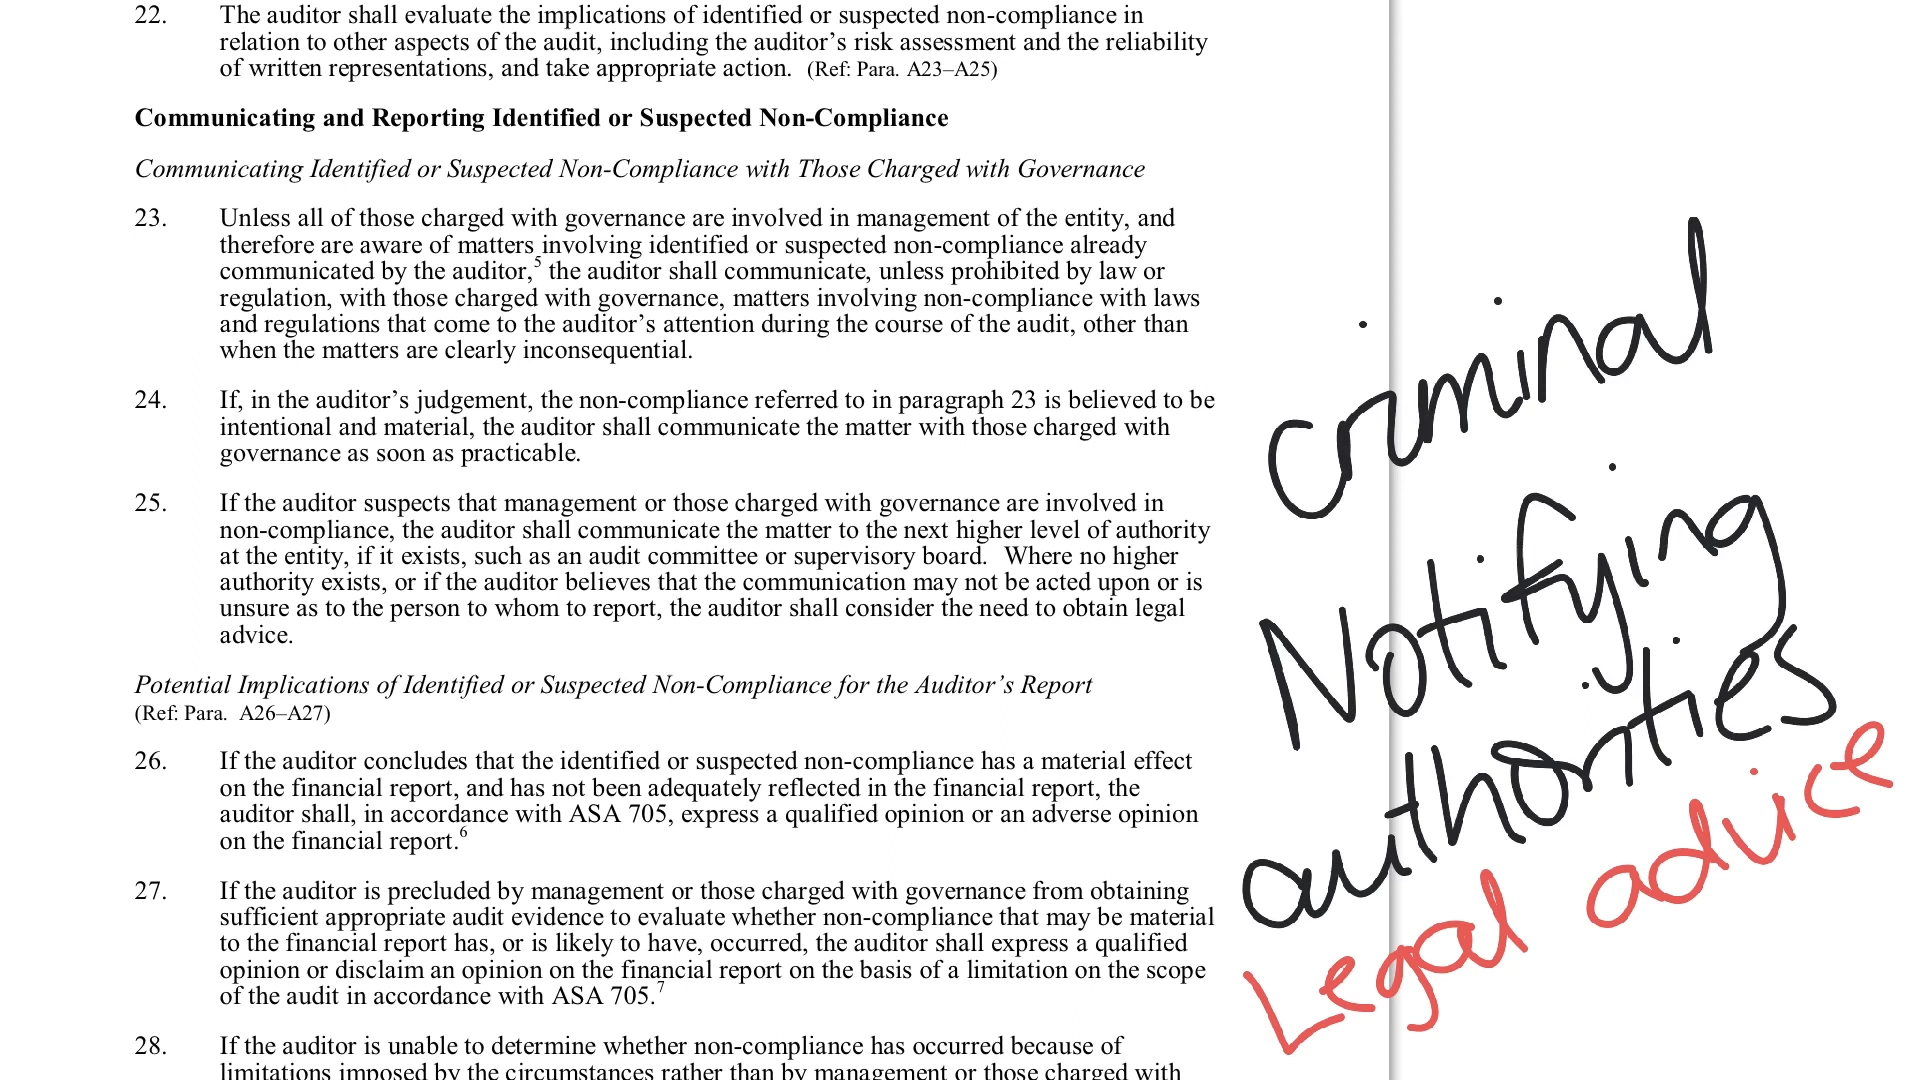 22. The auditor shall evaluate the implications of identified or suspected non-compliance in
relation to other aspects of the audit, including the auditor’s risk assessment and the reliability
of written representations, and take appropriate action. (Ref: Para. A23–A25)
Communicating and Reporting Identified or Suspected Non-Compliance
Communicating Identified or Suspected Non-Compliance with Those Charged with Governance
23. Unless all of those charged with governance are involved in management of the entity, and
therefore are aware of matters involving identified or suspected non-compliance already
communicated by the auditor,5 the auditor shall communicate, unless prohibited by law or
regulation, with those charged with governance, matters involving non-compliance with laws
and regulations that come to the auditor’s attention during the course of the audit, other than
when the matters are clearly inconsequential.
24. If, in the auditor’s judgement, the non-compliance referred to in paragraph 23 is believed to be
intentional and material, the auditor shall communicate the matter with those charged with
governance as soon as practicable.
25. If the auditor suspects that management or those charged with governance are involved in
non-compliance, the auditor shall communicate the matter to the next higher level of authority
at the entity, if it exists, such as an audit committee or supervisory board. Where no higher
authority exists, or if the auditor believes that the communication may not be acted upon or is
unsure as to the person to whom to report, the auditor shall consider the need to obtain legal
advice.
Potential Implications of Identified or Suspected Non-Compliance for the Auditor’s Report
(Ref: Para. A26–A27)
26. If the auditor concludes that the identified or suspected non-compliance has a material effect
on the financial report, and has not been adequately reflected in the financial report, the
auditor shall, in accordance with ASA 705, express a qualified opinion or an adverse opinion
on the financial report.6
27. If the auditor is precluded by management or those charged with governance from obtaining
sufficient appropriate audit evidence to evaluate whether non-compliance that may be material
to the financial report has, or is likely to have, occurred, the auditor shall express a qualified
opinion or disclaim an opinion on the financial report on the basis of a limitation on the scope
of the audit in accordance with ASA 705.7
28. If the auditor is unable to determine whether non-compliance has occurred because of
limitations imposed by the circumstances rather than by management or those charged with
criminal
Notifying
authorities
Legal advice